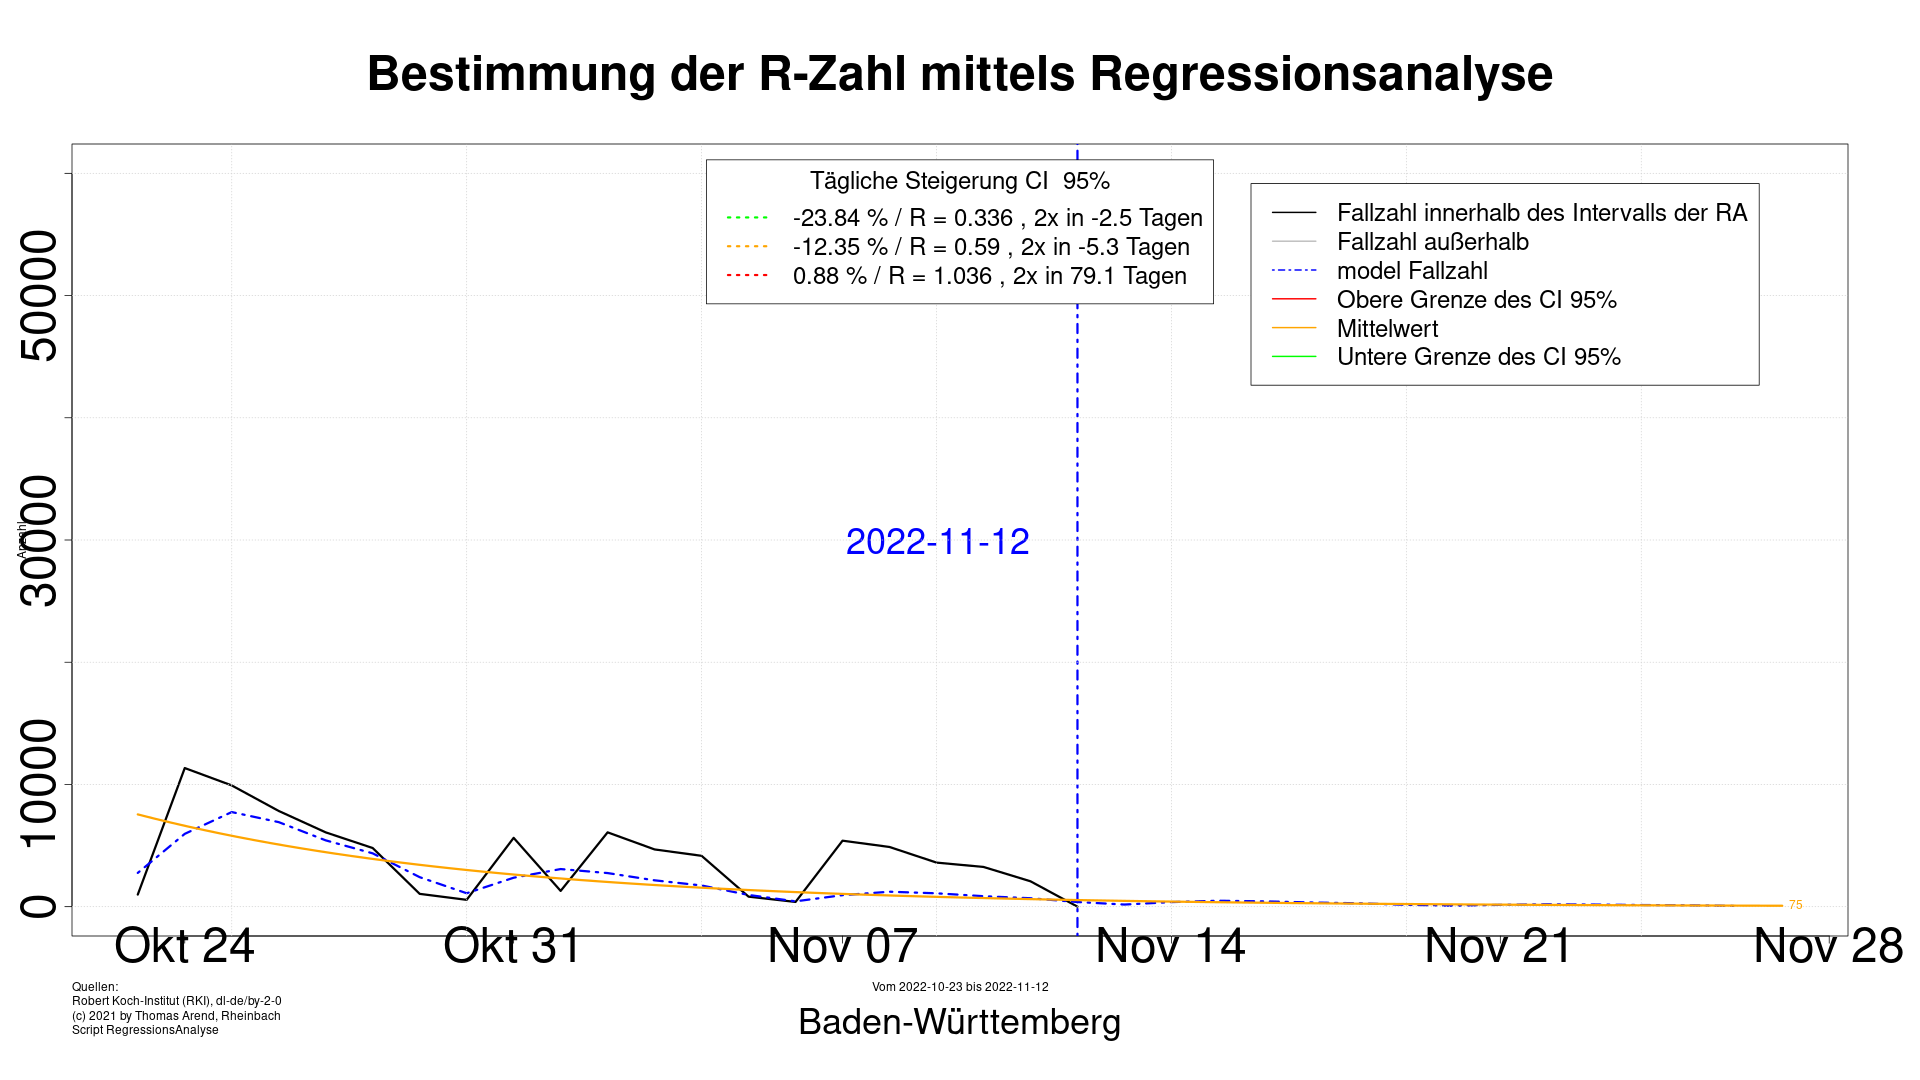 Bestimmung der R-Zahl mittels Regressionsanalyse
Tägliche Steigerung CI 95%
-23.84 % / R = 0.336 , 2x in -2.5 Tagen
-12.35 % / R = 0.59 , 2x in -5.3 Tagen
0.88 % / R = 1.036 , 2x in 79.1 Tagen
Fallzahl innerhalb des Intervalls der RA
Fallzahl außerhalb
model Fallzahl
Obere Grenze des CI 95%
Mittelwert
Untere Grenze des CI 95%
50000
30000
10000
0
Anzahl
2022-11-12
75
Okt 24
Okt 31
Nov 07
Nov 14
Nov 21
Nov 28
Quellen:
Robert Koch-Institut (RKI), dl-de/by-2-0
(c) 2021 by Thomas Arend, Rheinbach
Script RegressionsAnalyse
Vom 2022-10-23 bis 2022-11-12
Baden-Württemberg